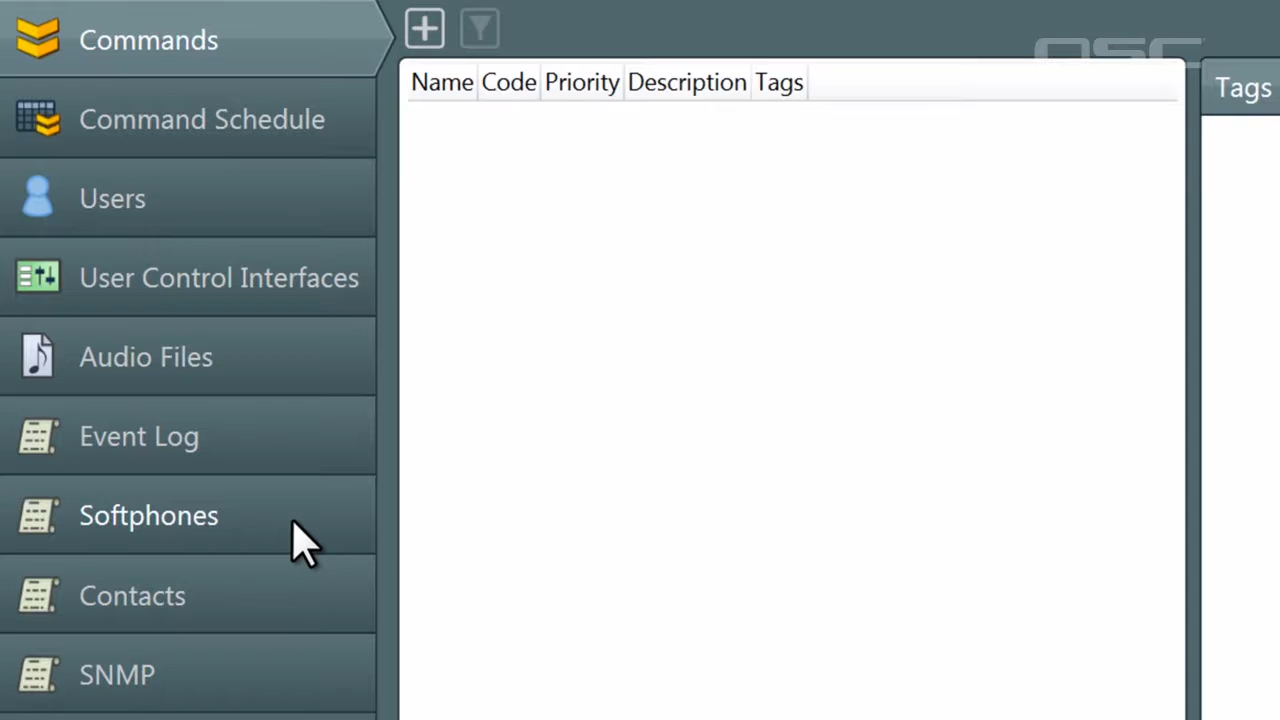 Commands
Command Schedule
Users
User Control Interfaces
Audio Files
Event Log
Softphones
Contacts
SNMP
QSC
Name Code Priority Description Tags
Tags